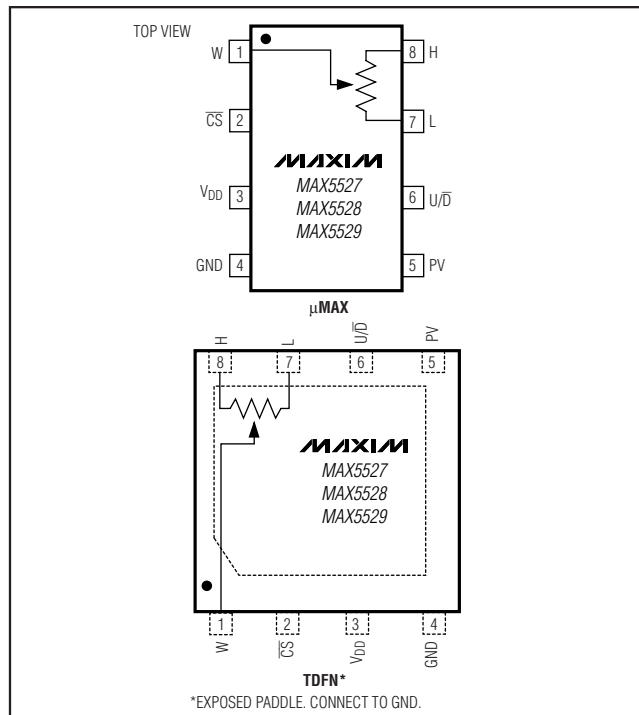 TOP VIEW
W 1
8 H
C̅S̅ 2
7 L
MAXIM
VDD 3
MAX5527
6 U/D̅
MAX5528
MAX5529
GND 4
5 PV
µMAX
H L U/D̅ PV
8 7 6 5
MAXIM
MAX5527
MAX5528
MAX5529
1 2 3 4
W C̅S̅ VDD GND
TDFN*
*EXPOSED PADDLE. CONNECT TO GND.